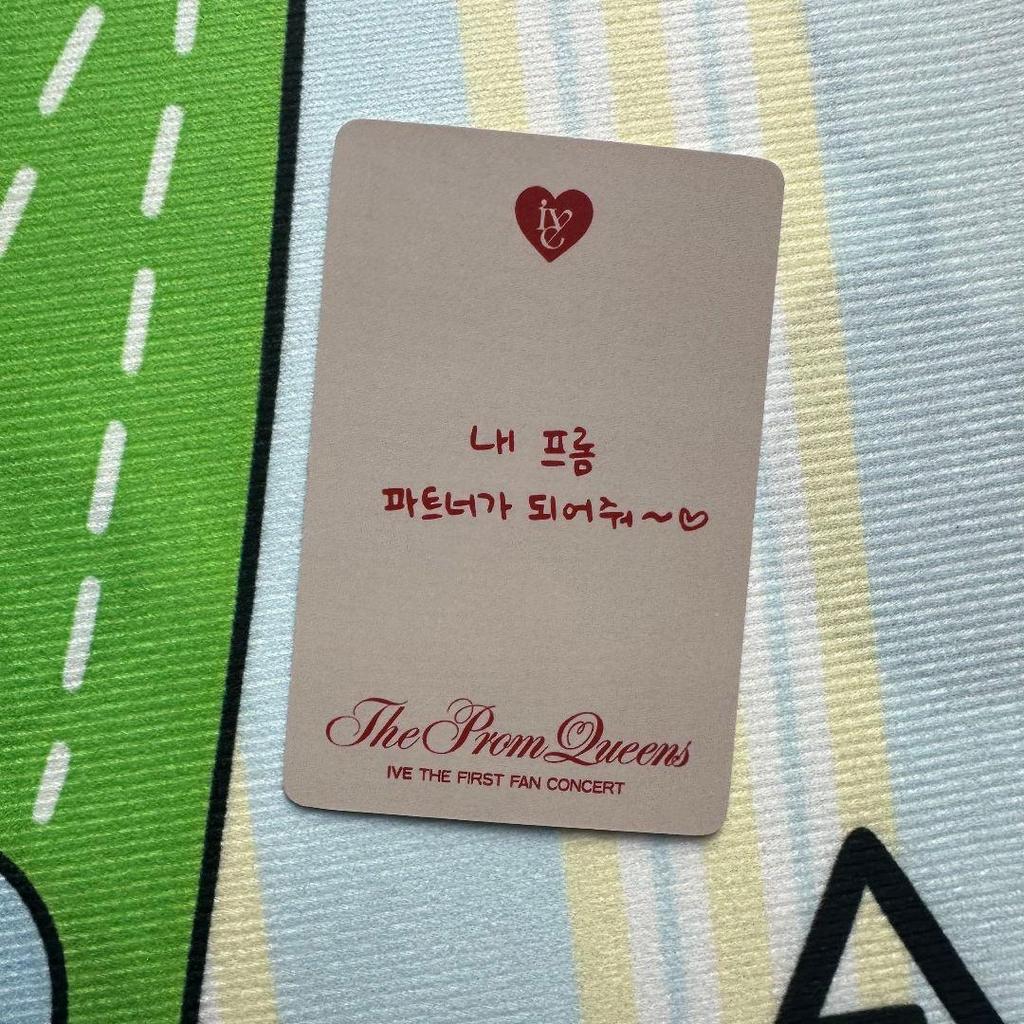 ive
내 프롬
파트너가 되어줘~♡
The Prom Queens
IVE THE FIRST FAN CONCERT
A